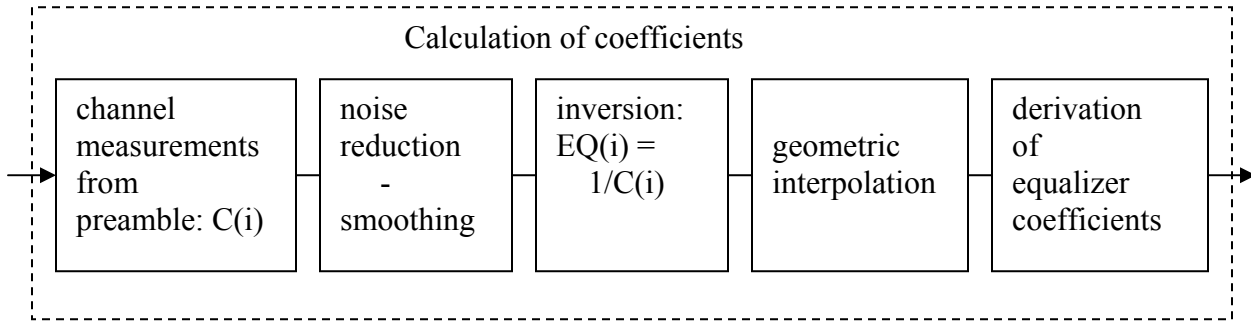 Calculation of coefficients
channel
measurements
from
preamble: C(i)
noise
reduction
-
smoothing
inversion:
EQ(i) =
1/C(i)
geometric
interpolation
derivation
of
equalizer
coefficients